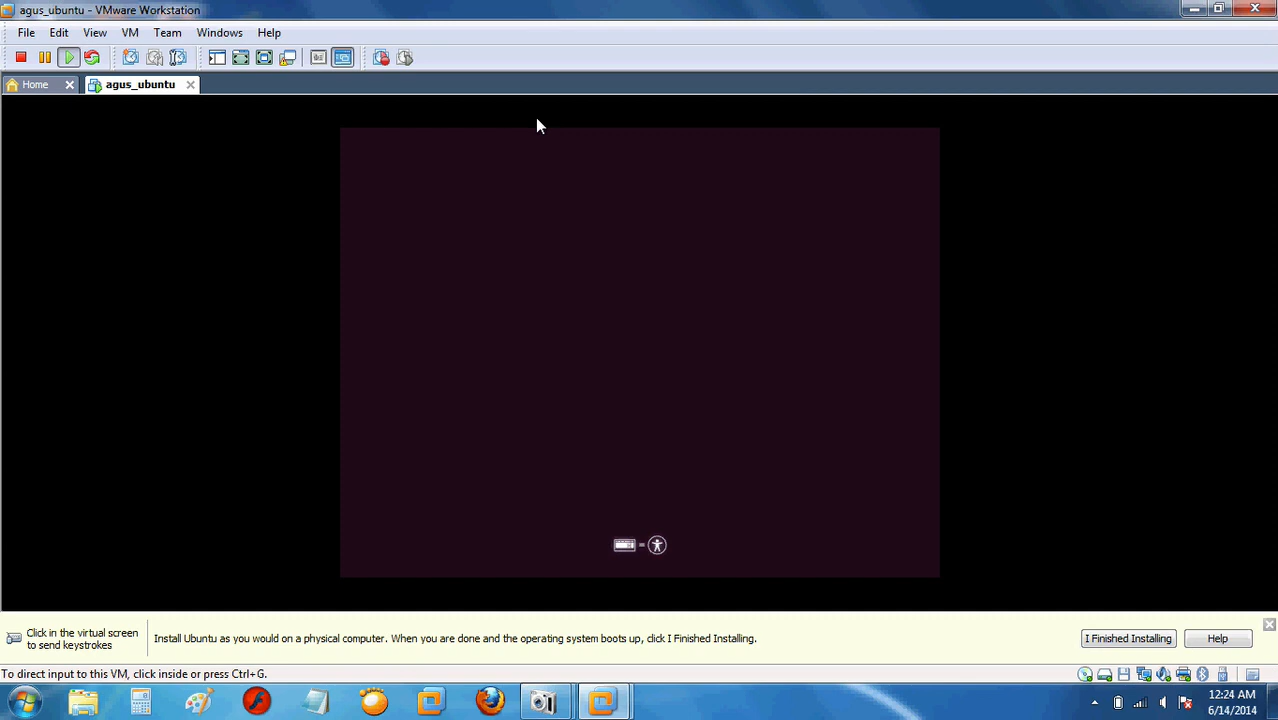 agus_ubuntu - VMware Workstation
File Edit View VM Team Windows Help
Home agus_ubuntu
=
Click in the virtual screen
to send keystrokes
Install Ubuntu as you would on a physical computer. When you are done and the operating system boots up, click I Finished Installing.
I Finished Installing Help
To direct input to this VM, click inside or press Ctrl+G.
12:24 AM
6/14/2014